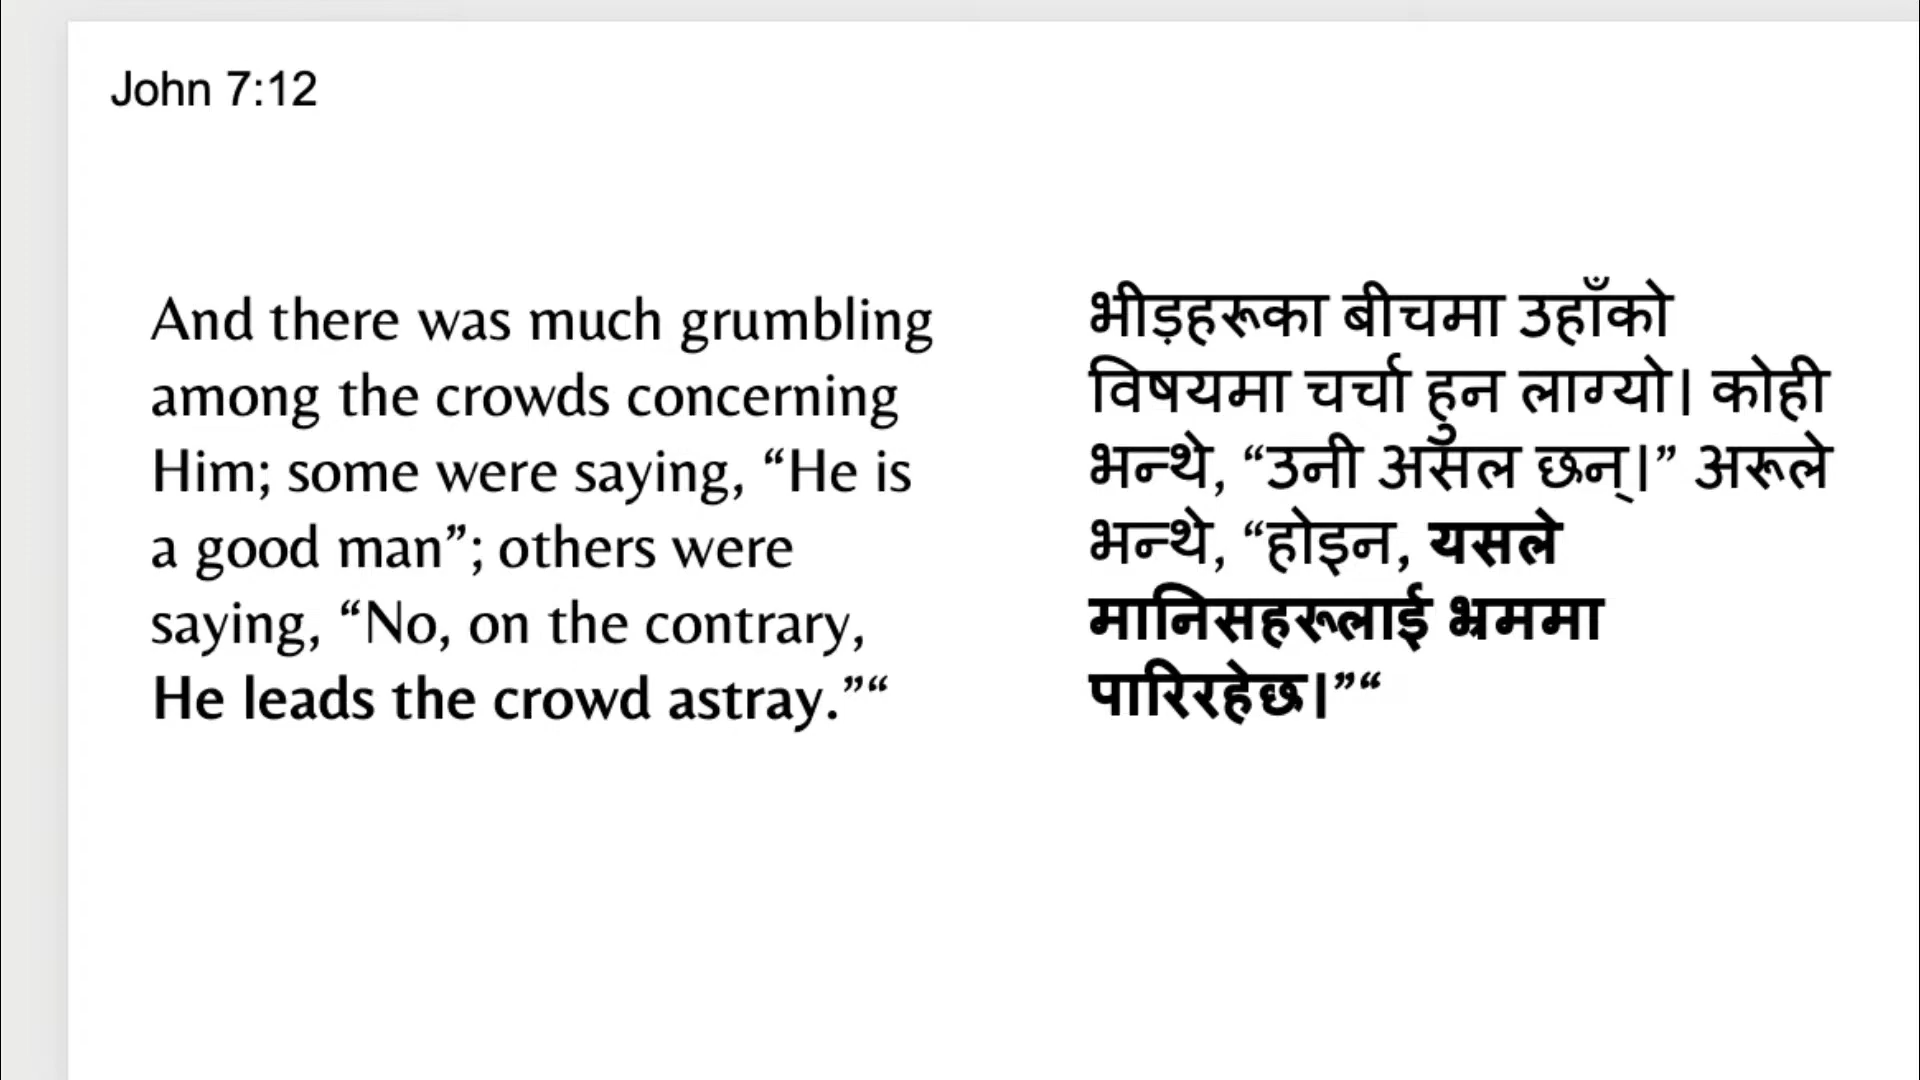 John 7:12
And there was much grumbling
among the crowds concerning
Him; some were saying, “He is
a good man”; others were
saying, “No, on the contrary,
He leads the crowd astray.”“
भीड़हरूका बीचमा उहाँको
विषयमा चर्चा हुन लाग्यो। कोही
भन्थे, “उनी असल छन्।” अरूले
भन्थे, “होइन, यसले
मानिसहरूलाई भ्रममा
पारिरहेछ।”“